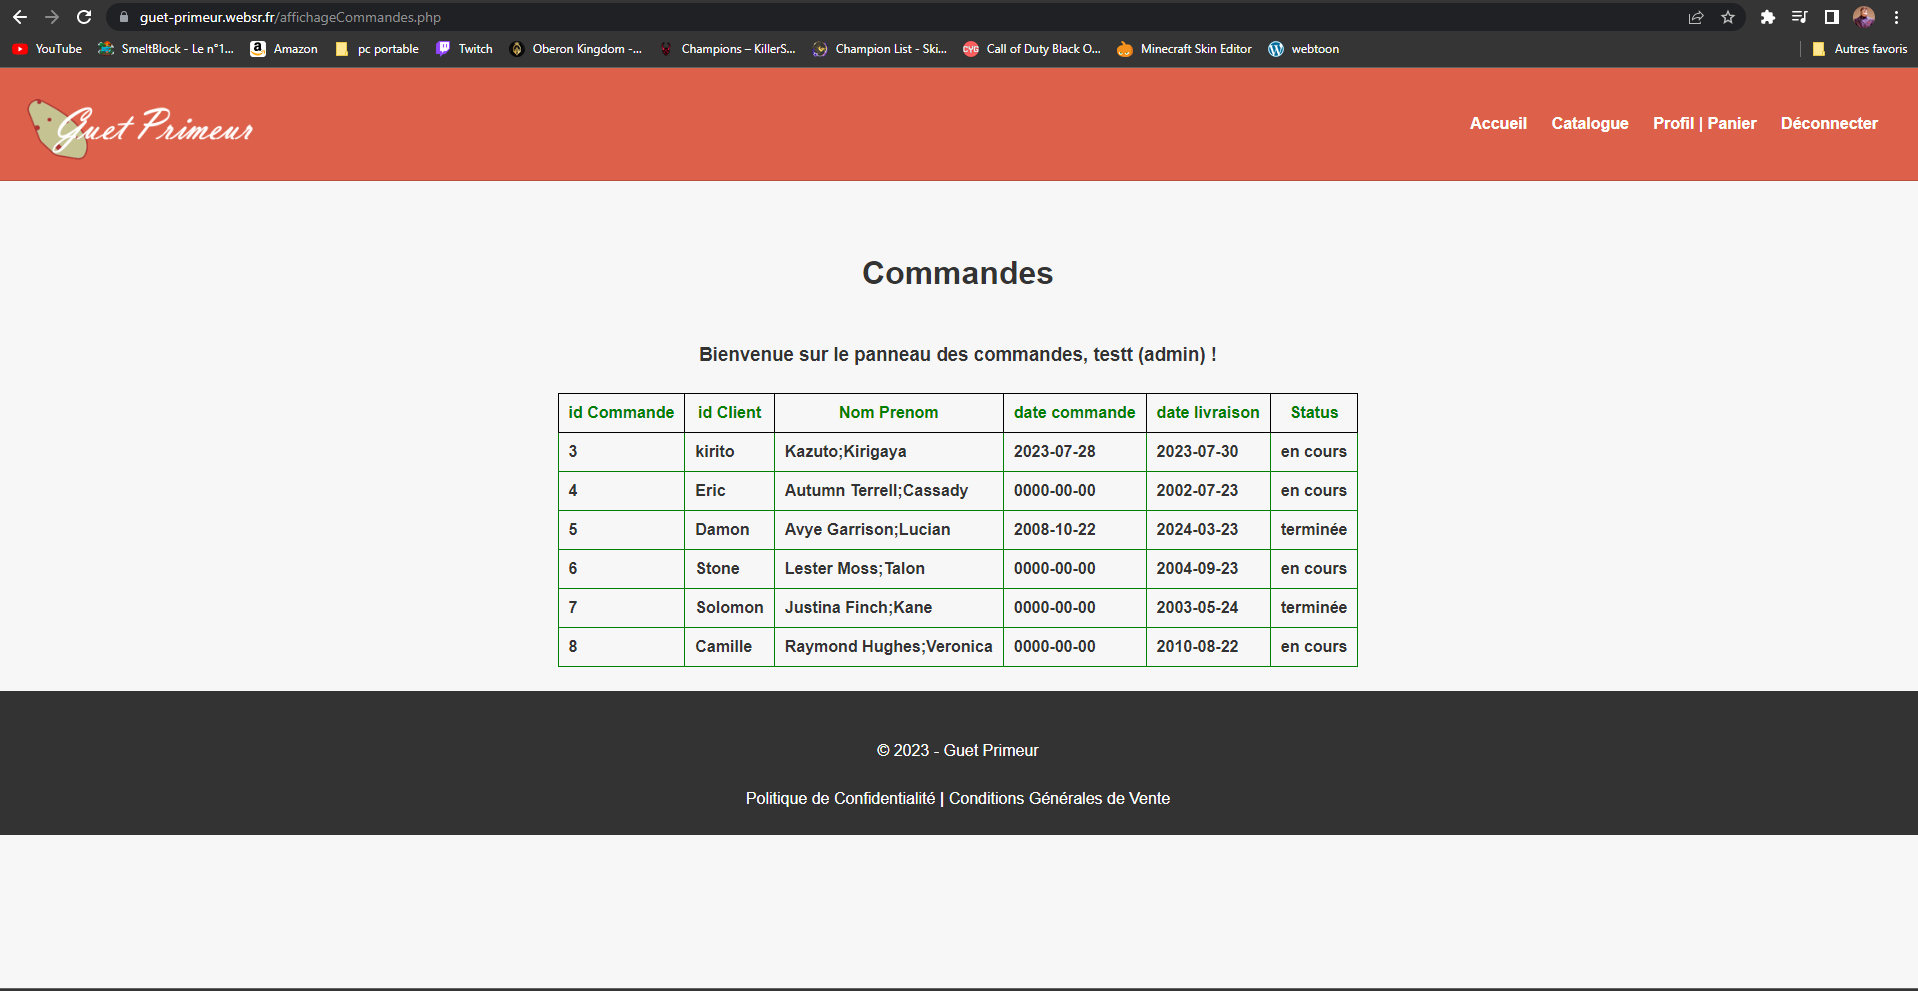 guet-primeur.websr.fr/affichageCommandes.php
YouTube SmeltBlock - Le n°1... Amazon pc portable Twitch Oberon Kingdom -... Champions – KillerS... Champion List - Ski... Call of Duty Black O... Minecraft Skin Editor webtoon Autres favoris
Guet Primeur Accueil Catalogue Profil | Panier Déconnecter
Commandes
Bienvenue sur le panneau des commandes, testt (admin) !
id Commande id Client Nom Prenom date commande date livraison Status
3 kirito Kazuto;Kirigaya 2023-07-28 2023-07-30 en cours
4 Eric Autumn Terrell;Cassady 0000-00-00 2002-07-23 en cours
5 Damon Avye Garrison;Lucian 2008-10-22 2024-03-23 terminée
6 Stone Lester Moss;Talon 0000-00-00 2004-09-23 en cours
7 Solomon Justina Finch;Kane 0000-00-00 2003-05-24 terminée
8 Camille Raymond Hughes;Veronica 0000-00-00 2010-08-22 en cours
© 2023 - Guet Primeur
Politique de Confidentialité | Conditions Générales de Vente